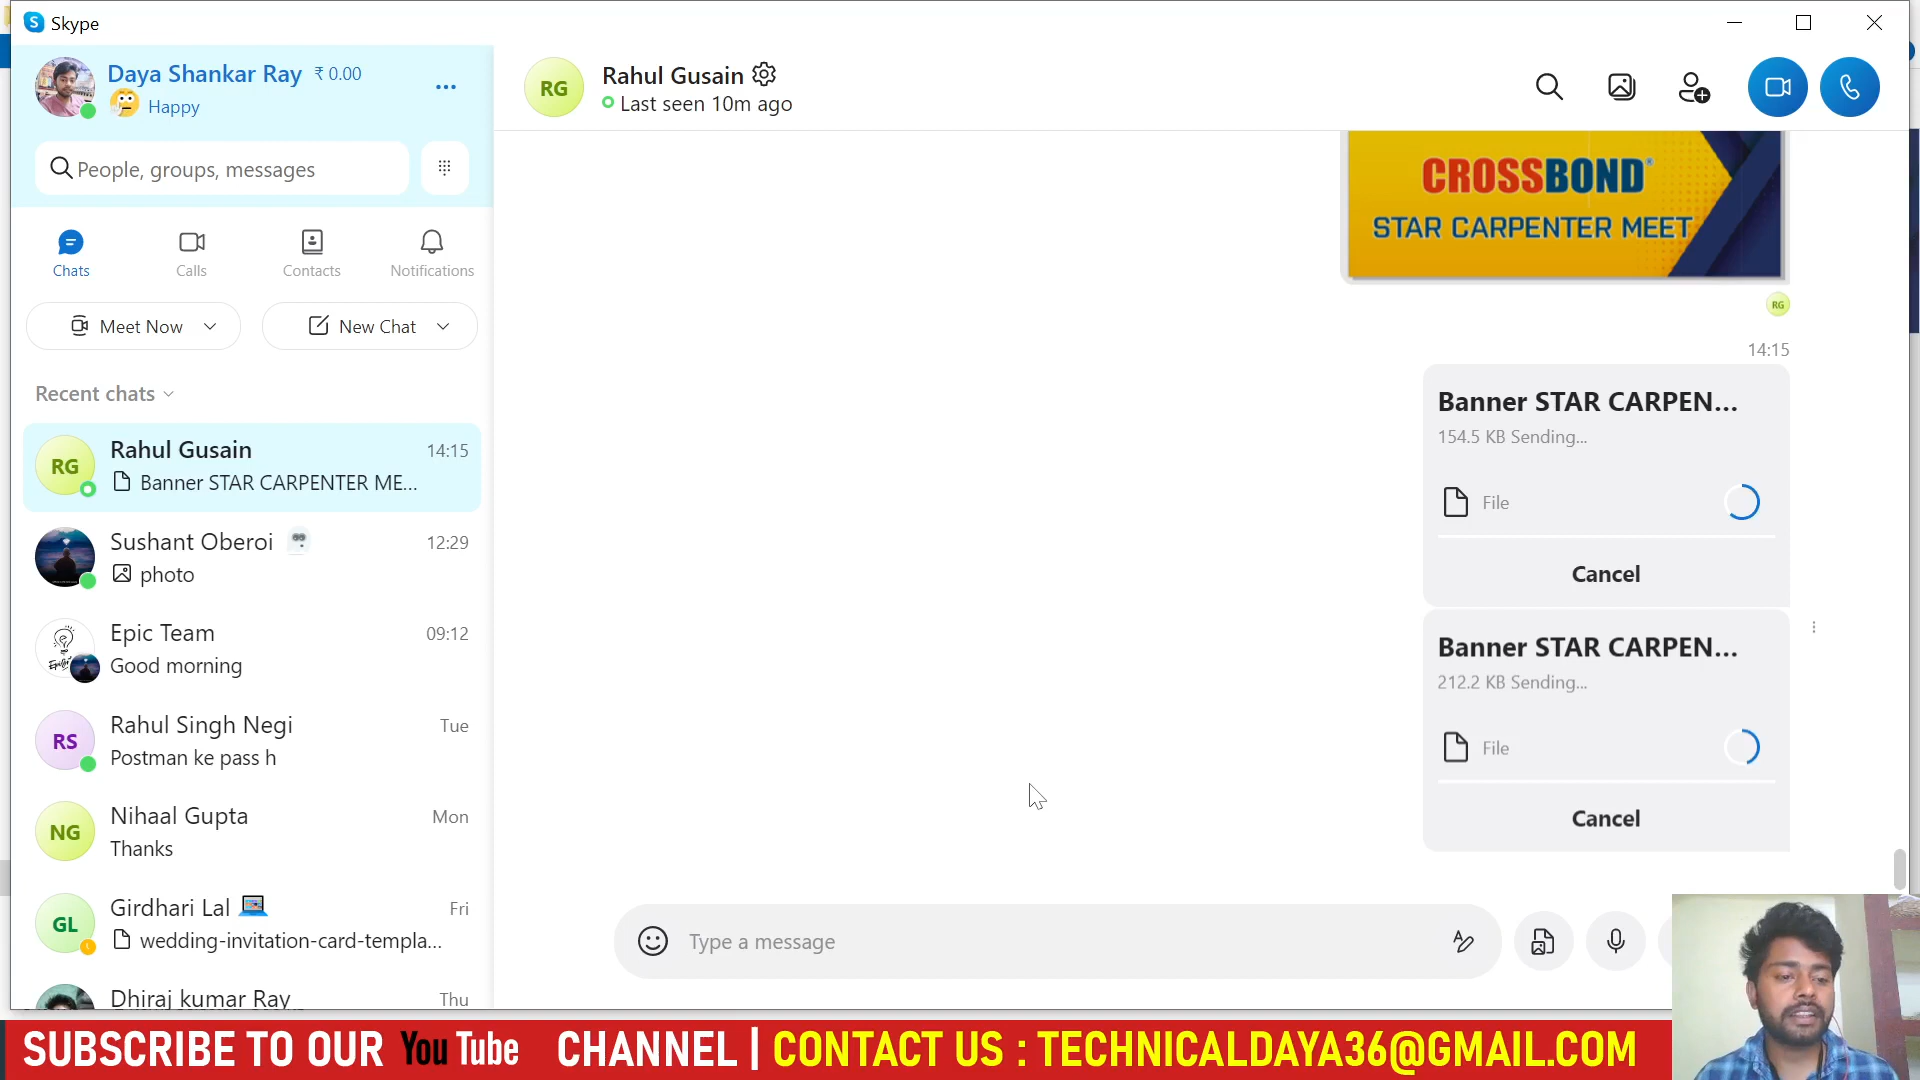 Skype
Daya Shankar Ray ₹ 0.00
Happy
People, groups, messages
Chats
Calls
Contacts
Notifications
Meet Now
New Chat
Recent chats
RG
Rahul Gusain
14:15
Banner STAR CARPENTER ME...
Sushant Oberoi
12:29
photo
Epic Team
09:12
Good morning
RS
Rahul Singh Negi
Tue
Postman ke pass h
NG
Nihaal Gupta
Mon
Thanks
GL
Girdhari Lal
Fri
wedding-invitation-card-templa...
Dhiraj kumar Ray
Thu
RG
Rahul Gusain
Last seen 10m ago
CROSSBOND®
STAR CARPENTER MEET
RG
14:15
Banner STAR CARPEN...
154.5 KB Sending...
File
Cancel
Banner STAR CARPEN...
212.2 KB Sending...
File
Cancel
Type a message
SUBSCRIBE TO OUR YouTube CHANNEL | CONTACT US : TECHNICALDAYA36@GMAIL.COM